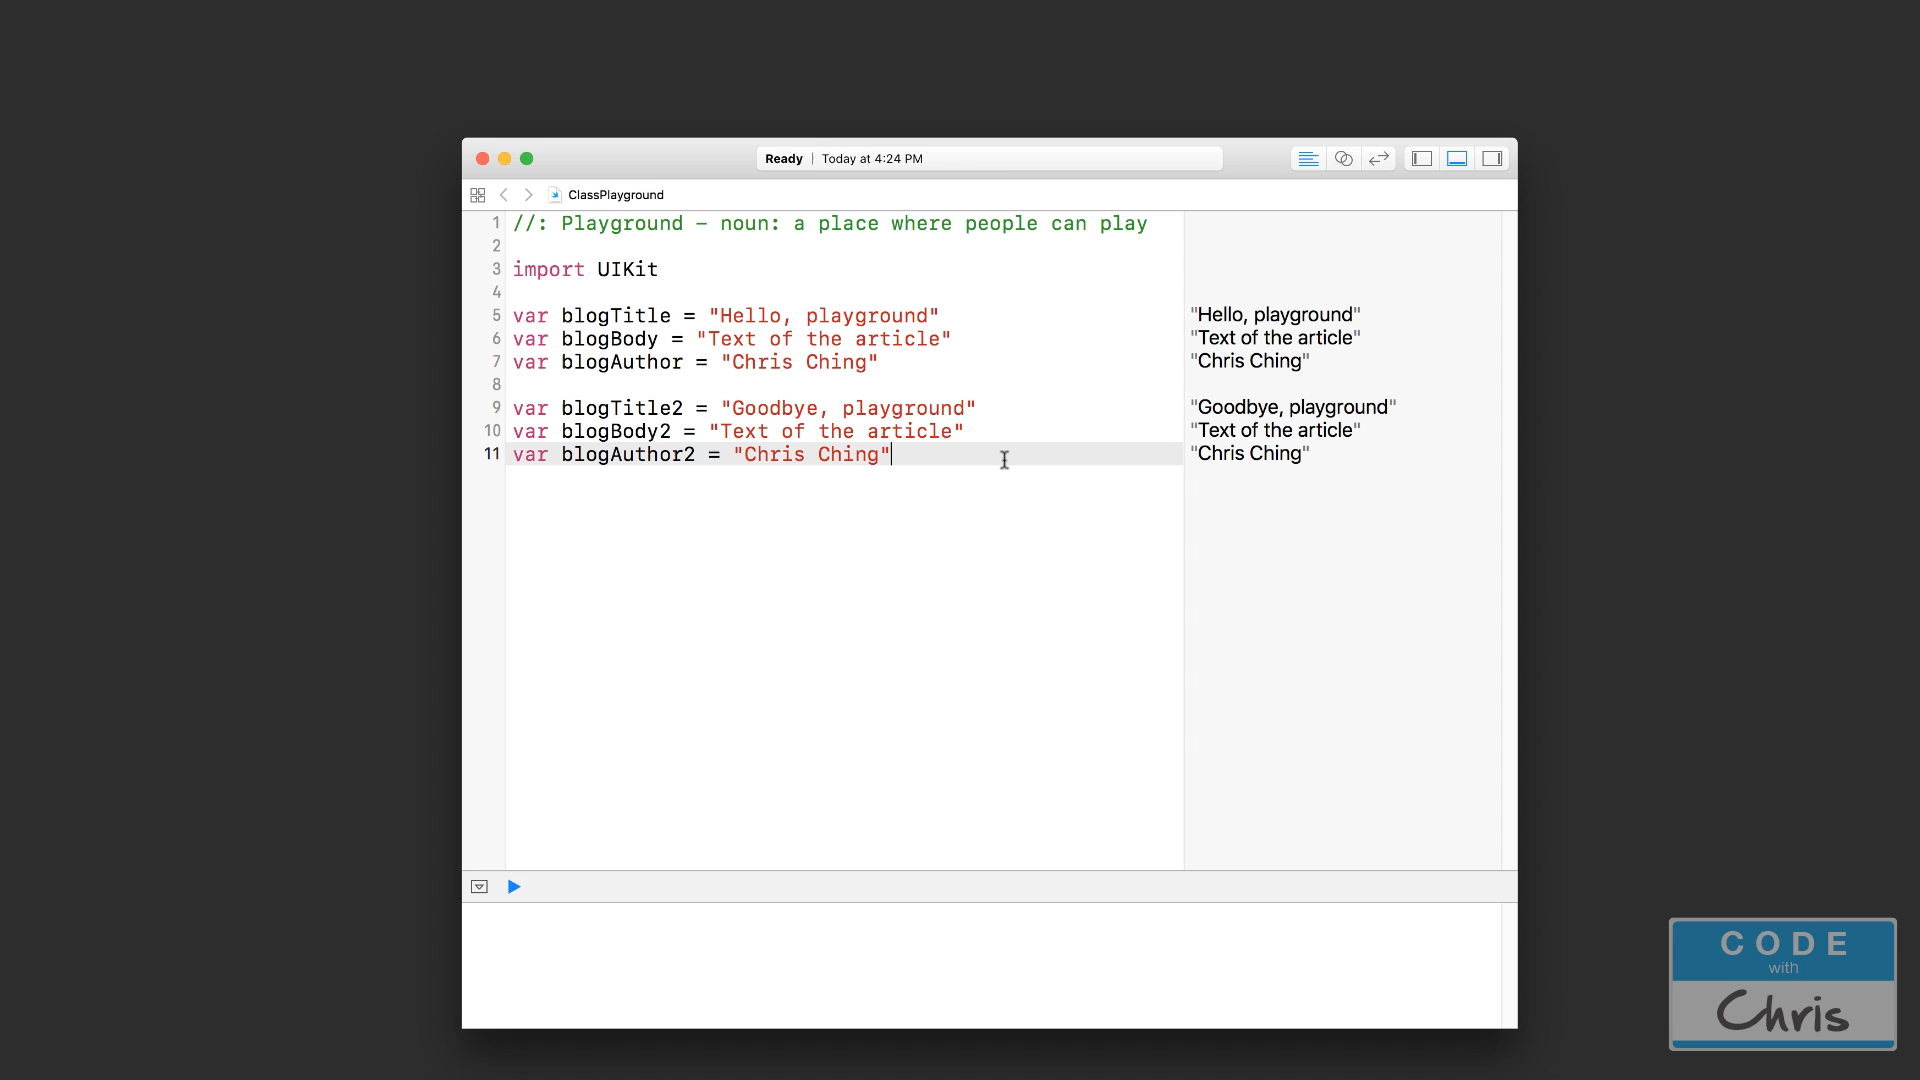 Ready | Today at 4:24 PM
ClassPlayground
1 //: Playground – noun: a place where people can play
2
3 import UIKit
4
5 var blogTitle = "Hello, playground"
"Hello, playground"
6 var blogBody = "Text of the article"
"Text of the article"
7 var blogAuthor = "Chris Ching"
"Chris Ching"
8
9 var blogTitle2 = "Goodbye, playground"
"Goodbye, playground"
10 var blogBody2 = "Text of the article"
"Text of the article"
11 var blogAuthor2 = "Chris Ching"
"Chris Ching"
CODE
with
Chris